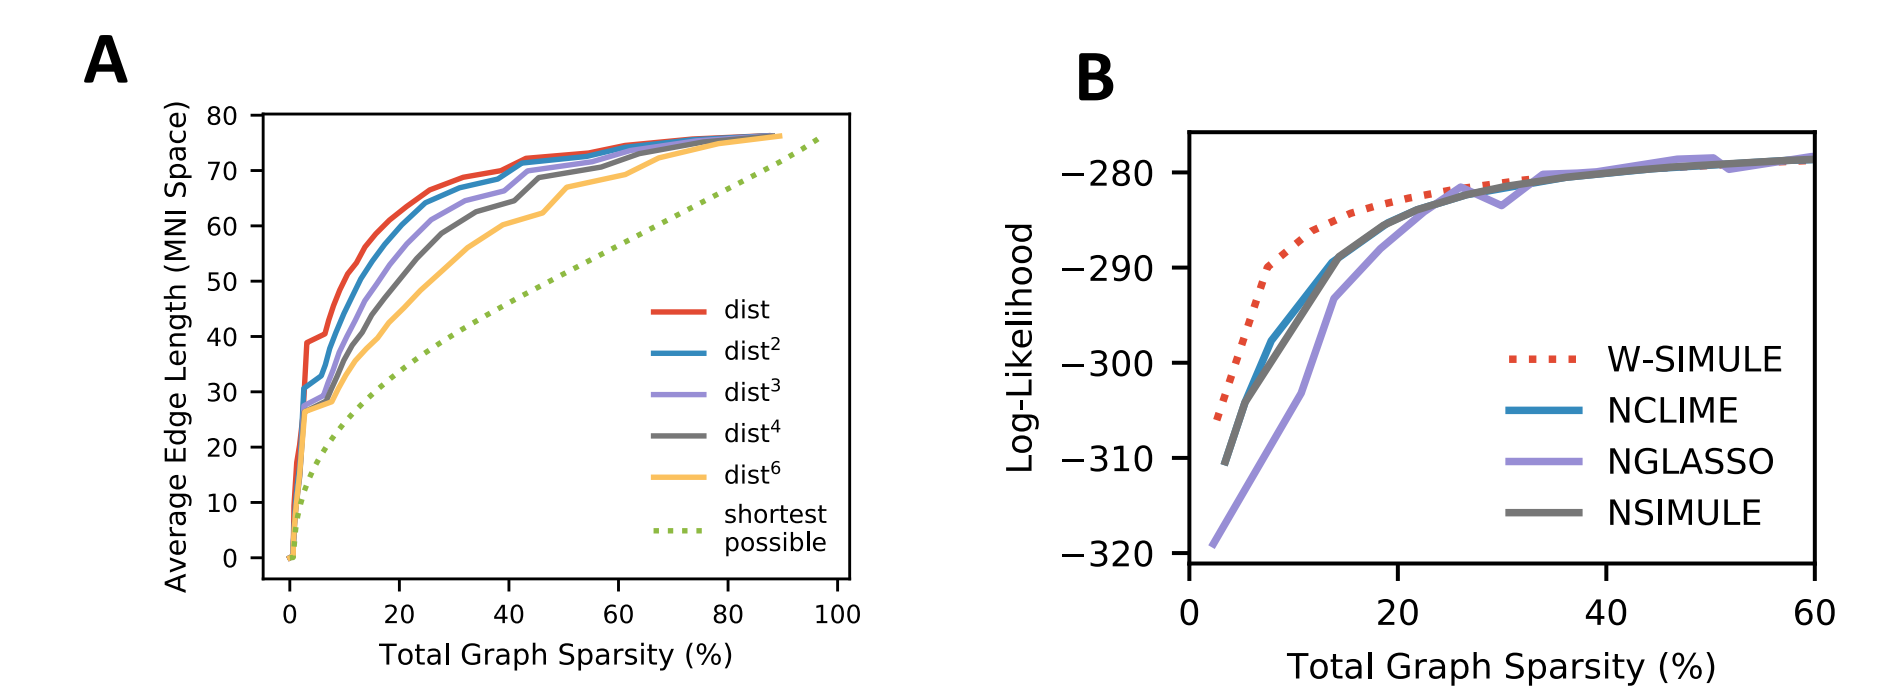 A
Average Edge Length (MNI Space)
80
70
60
50
40
30
20
10
0
dist
dist²
dist³
dist⁴
dist⁶
shortest
possible
0 20 40 60 80 100
Total Graph Sparsity (%)
B
Log-Likelihood
−280
−290
−300
−310
−320
W-SIMULE
NCLIME
NGLASSO
NSIMULE
0 20 40 60
Total Graph Sparsity (%)